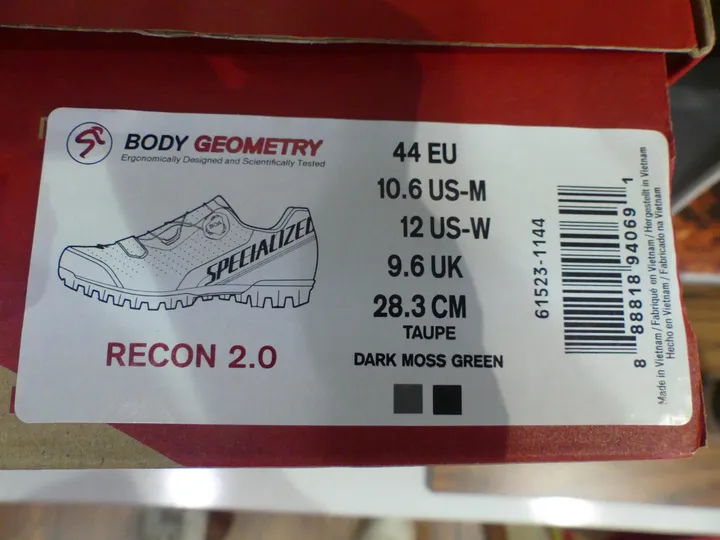 BODY GEOMETRY
Ergonomically Designed and Scientifically Tested
SPECIALIZED
RECON 2.0
44 EU
10.6 US-M
12 US-W
9.6 UK
28.3 CM
TAUPE
DARK MOSS GREEN
61523-1144
8 88818 94069 1
Made in Vietnam / Fabriqué en Vietnam / Hergestellt in Vietnam
Hecho en Vietnam / Fabricado na Vietnam